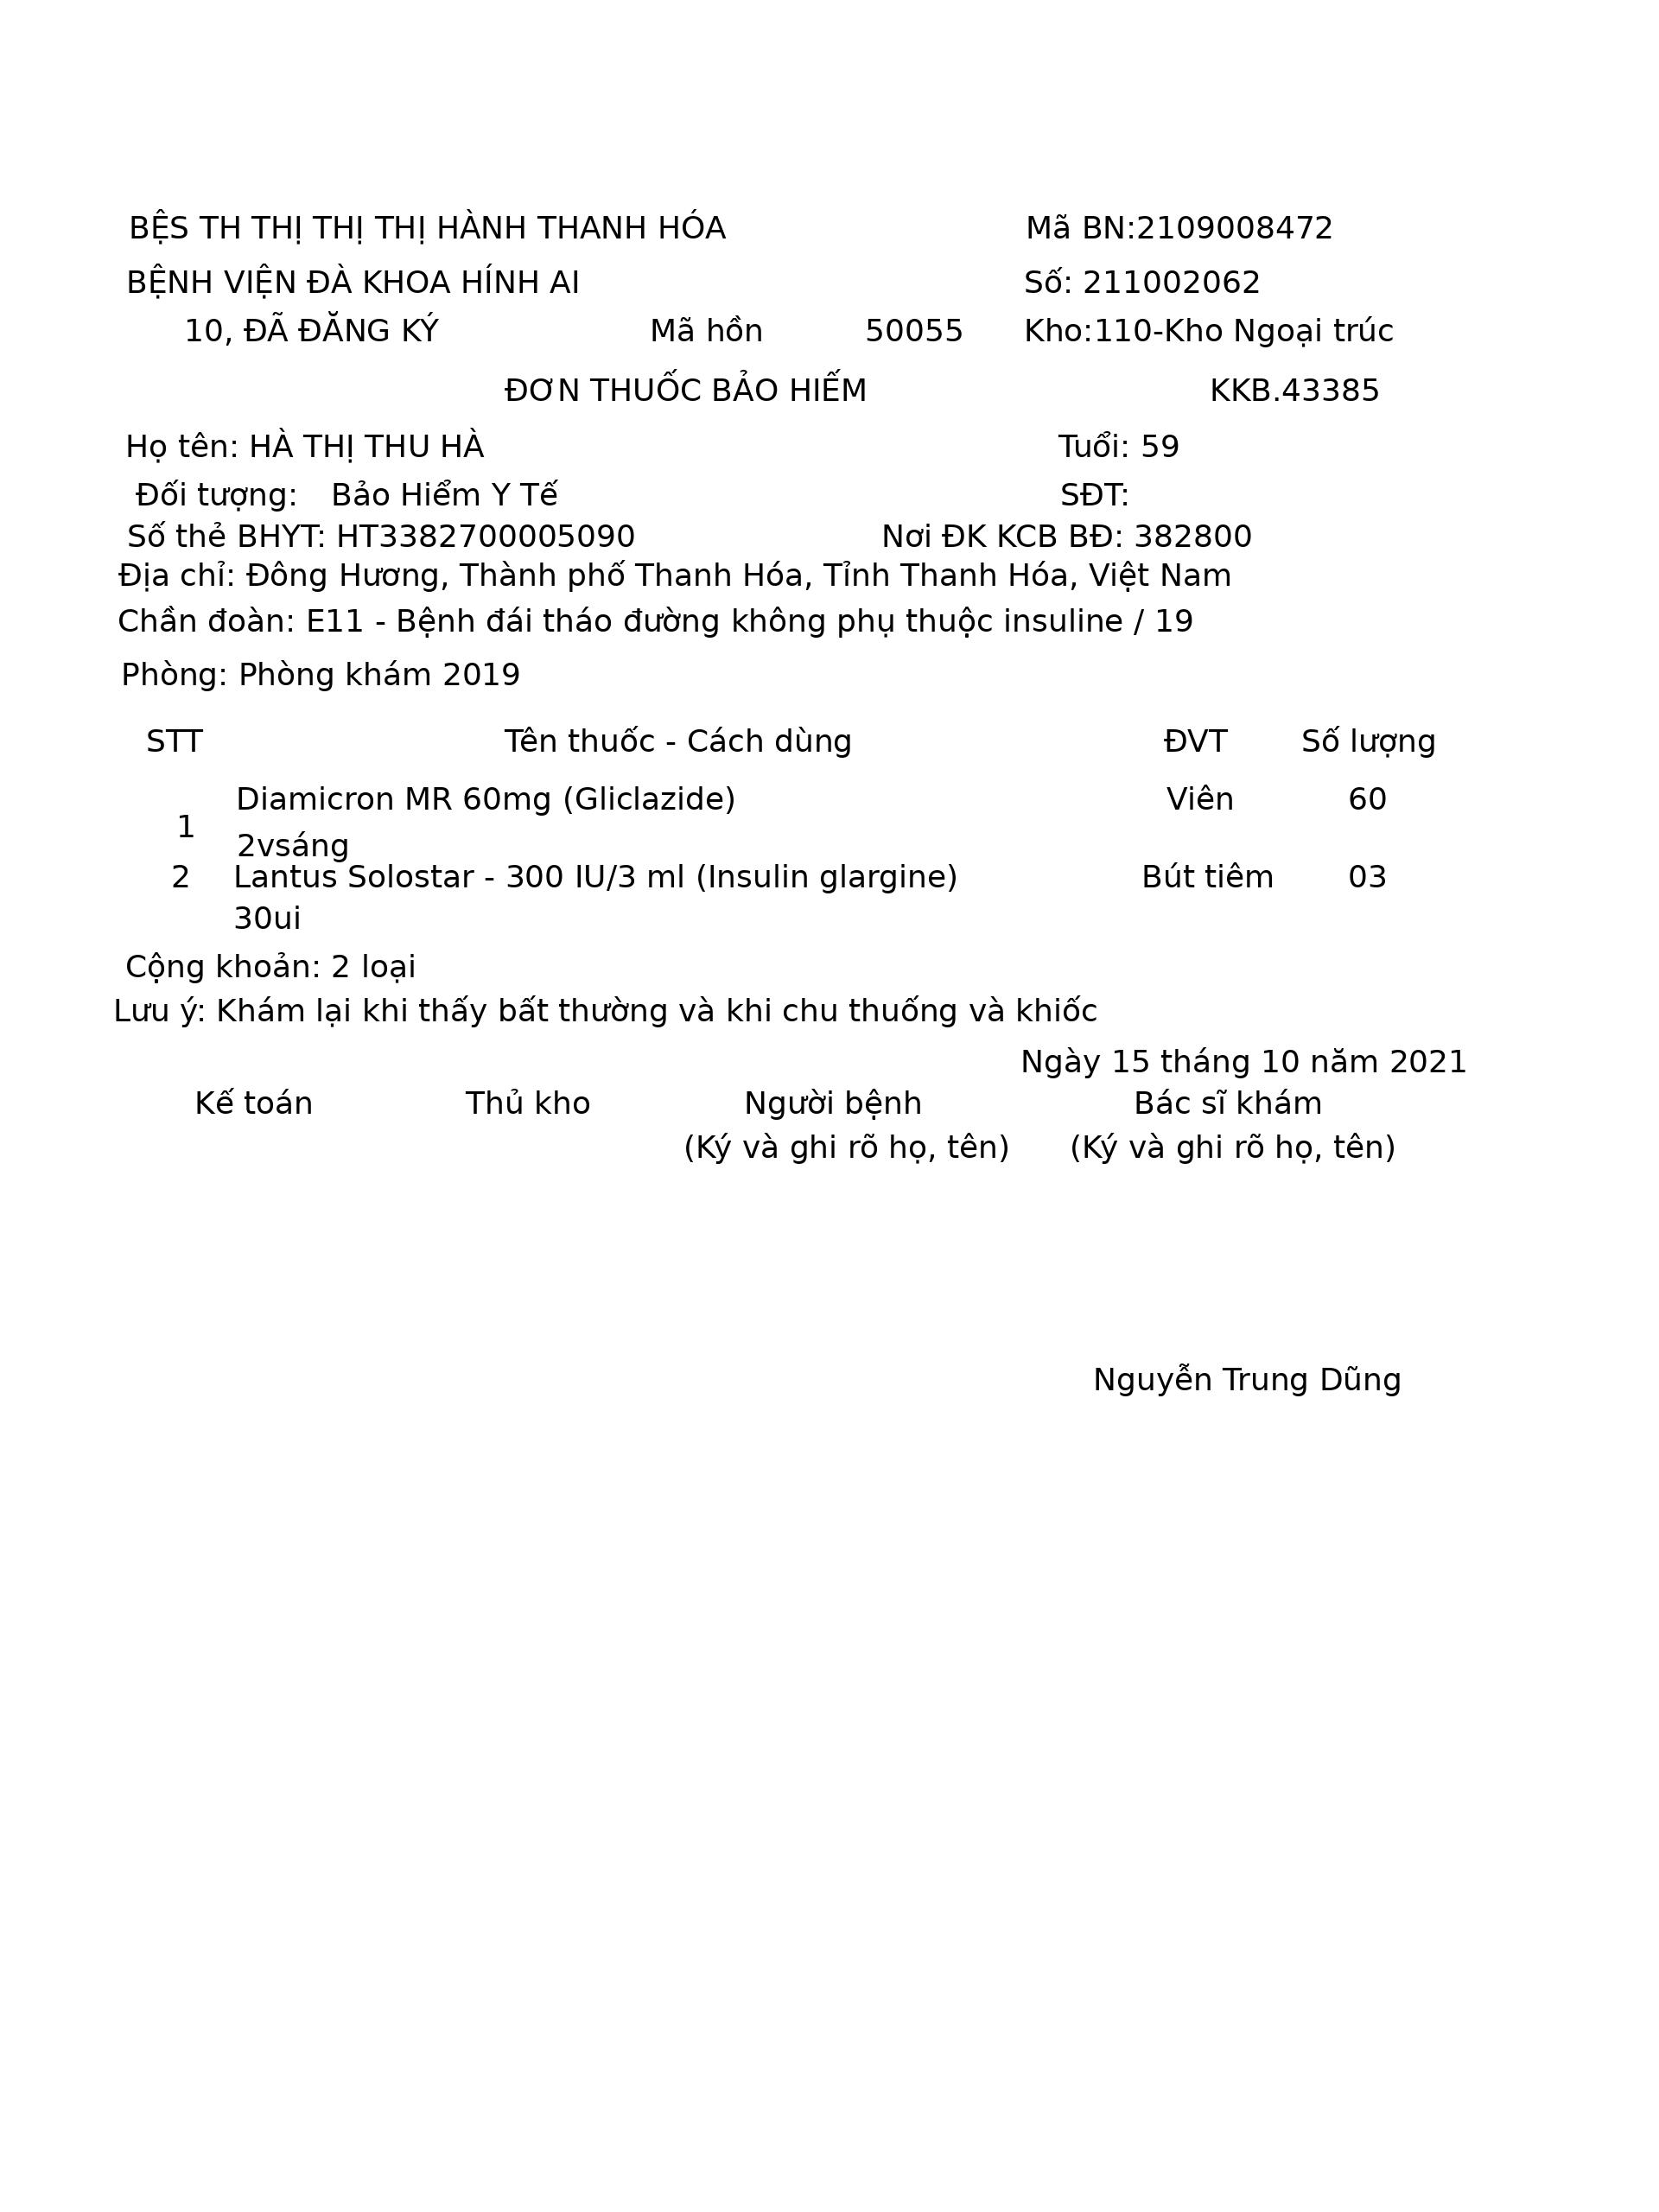 BỆS TH THỊ THỊ THỊ HÀNH THANH HÓA Mã BN:2109008472
BỆNH VIỆN ĐÀ KHOA HÍNH AI Số: 211002062
10, ĐÃ ĐĂNG KÝ Mã hồn 50055 Kho:110-Kho Ngoại trúc
ĐƠN THUỐC BẢO HIẾM KKB.43385
Họ tên: HÀ THỊ THU HÀ Tuổi: 59
Đối tượng: Bảo Hiểm Y Tế SĐT:
Số thẻ BHYT: HT3382700005090 Nơi ĐK KCB BĐ: 382800
Địa chỉ: Đông Hương, Thành phố Thanh Hóa, Tỉnh Thanh Hóa, Việt Nam
Chần đoàn: E11 - Bệnh đái tháo đường không phụ thuộc insuline / 19
Phòng: Phòng khám 2019
STT Tên thuốc - Cách dùng ĐVT Số lượng
Diamicron MR 60mg (Gliclazide) Viên 60
1
2vsáng
2 Lantus Solostar - 300 IU/3 ml (Insulin glargine) Bút tiêm 03
30ui
Cộng khoản: 2 loại
Lưu ý: Khám lại khi thấy bất thường và khi chu thuống và khiốc
Ngày 15 tháng 10 năm 2021
Kế toán Thủ kho Người bệnh Bác sĩ khám
(Ký và ghi rõ họ, tên) (Ký và ghi rõ họ, tên)
Nguyễn Trung Dũng